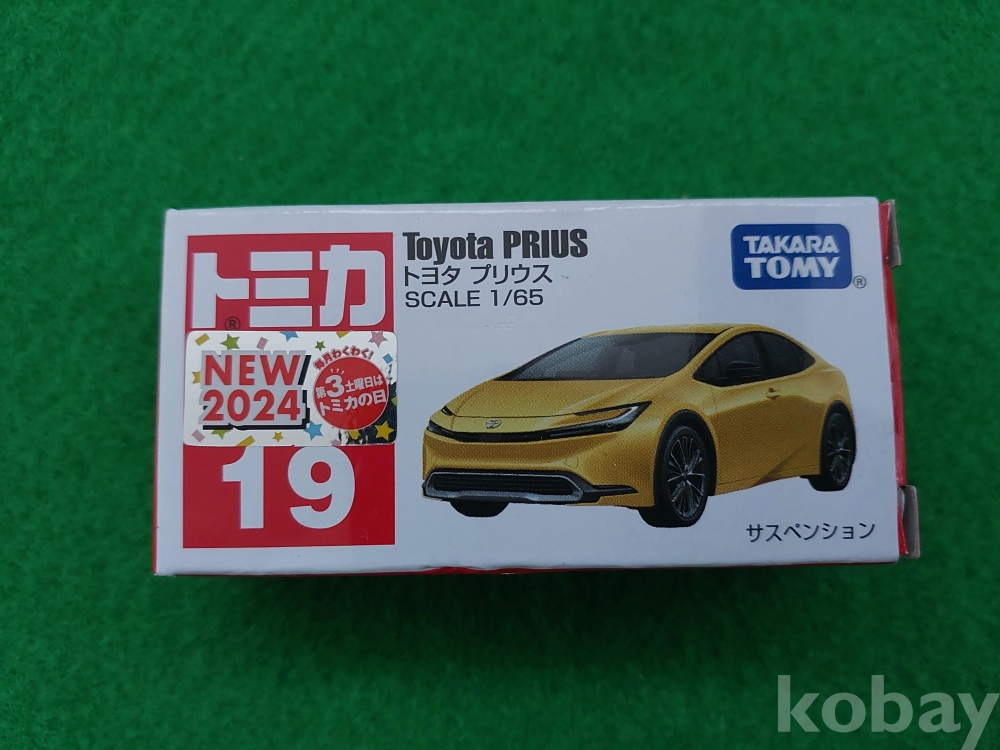 トミカ
®
NEW
2024
毎月わくわく!
第3土曜日は
トミカの日
19
Toyota PRIUS
トヨタ プリウス
SCALE 1/65
TAKARA
TOMY
®
サスペンション
kobay